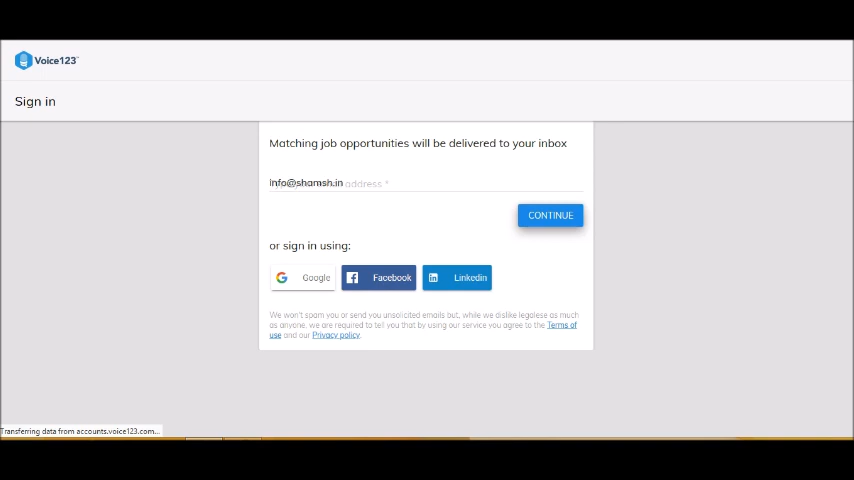 Voice123™
Sign in
Matching job opportunities will be delivered to your inbox
info@shamsh.in address *
CONTINUE
or sign in using:
Google Facebook Linkedin
We won't spam you or send you unsolicited emails but, while we dislike legalese as much
as anyone, we are required to tell you that by using our service you agree to the Terms of
use and our Privacy policy.
Transferring data from accounts.voice123.com...